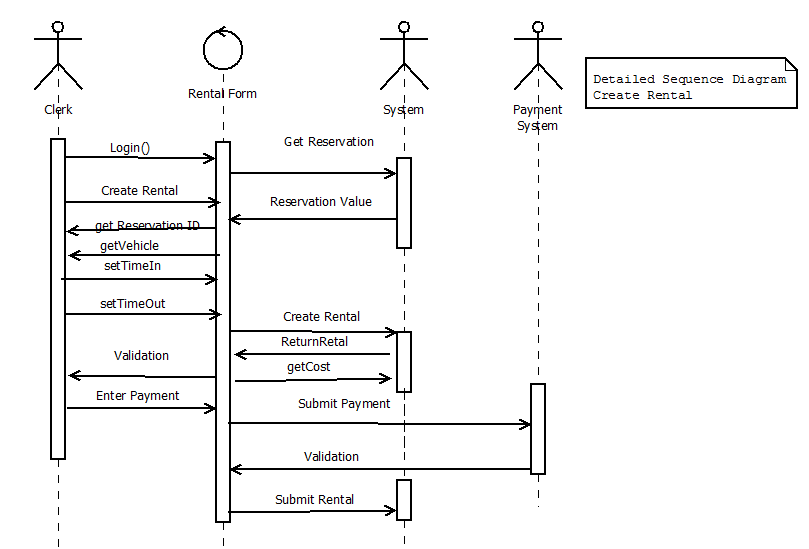 Clerk
Rental Form
System
Payment
System
Detailed Sequence Diagram
Create Rental
Login()
Get Reservation
Create Rental
Reservation Value
get Reservation ID
getVehicle
setTimeIn
setTimeOut
Create Rental
ReturnRetal
Validation
getCost
Enter Payment
Submit Payment
Validation
Submit Rental